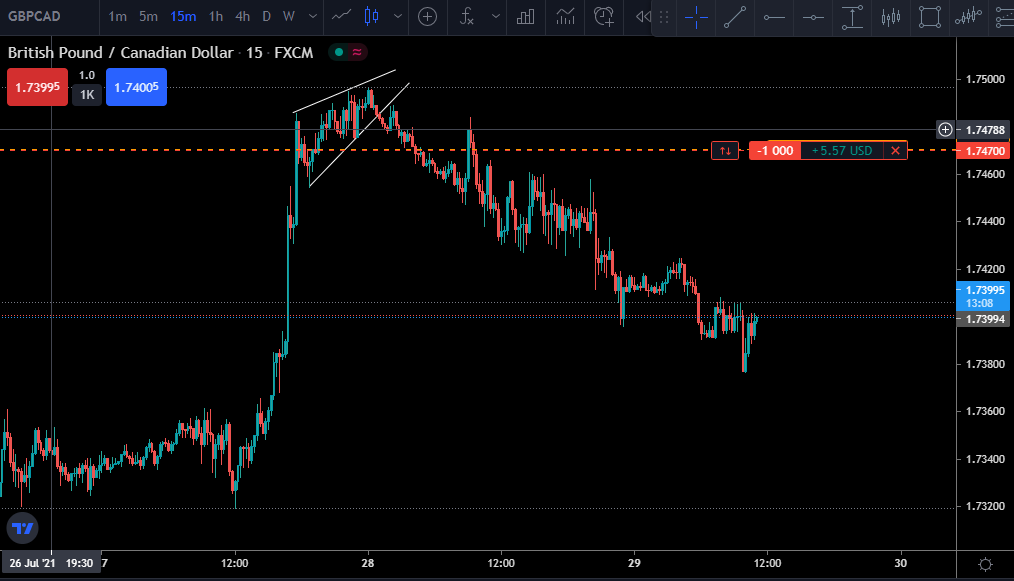 GBPCAD 1m 5m 15m 1h 4h D W
British Pound / Canadian Dollar · 15 · FXCM
1.73995 1.0 1K 1.74005
1.75000
1.74788
-1 000 +5.57 USD 1.74700
1.74600
1.74400
1.74200
1.73995
13:08
1.73994
1.73800
1.73600
1.73400
1.73200
26 Jul '21 19:30 7 12:00 28 12:00 29 12:00 30